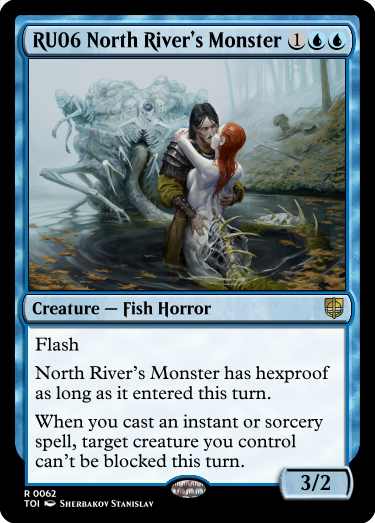 RU06 North River's Monster 1
Creature — Fish Horror
Flash
North River's Monster has hexproof
as long as it entered this turn.
When you cast an instant or sorcery
spell, target creature you control
can't be blocked this turn.
3/2
R 0062
TOI SHERBAKOV STANISLAV